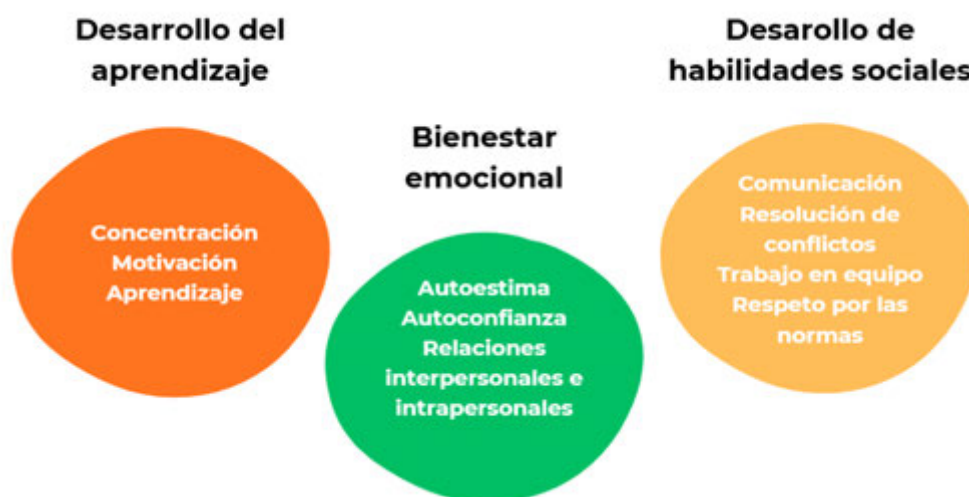 Desarrollo del
aprendizaje
Concentración
Motivación
Aprendizaje
Bienestar
emocional
Autoestima
Autoconfianza
Relaciones
interpersonales e
intrapersonales
Desarollo de
habilidades sociales
Comunicación
Resolución de
conflictos
Trabajo en equipo
Respeto por las
normas